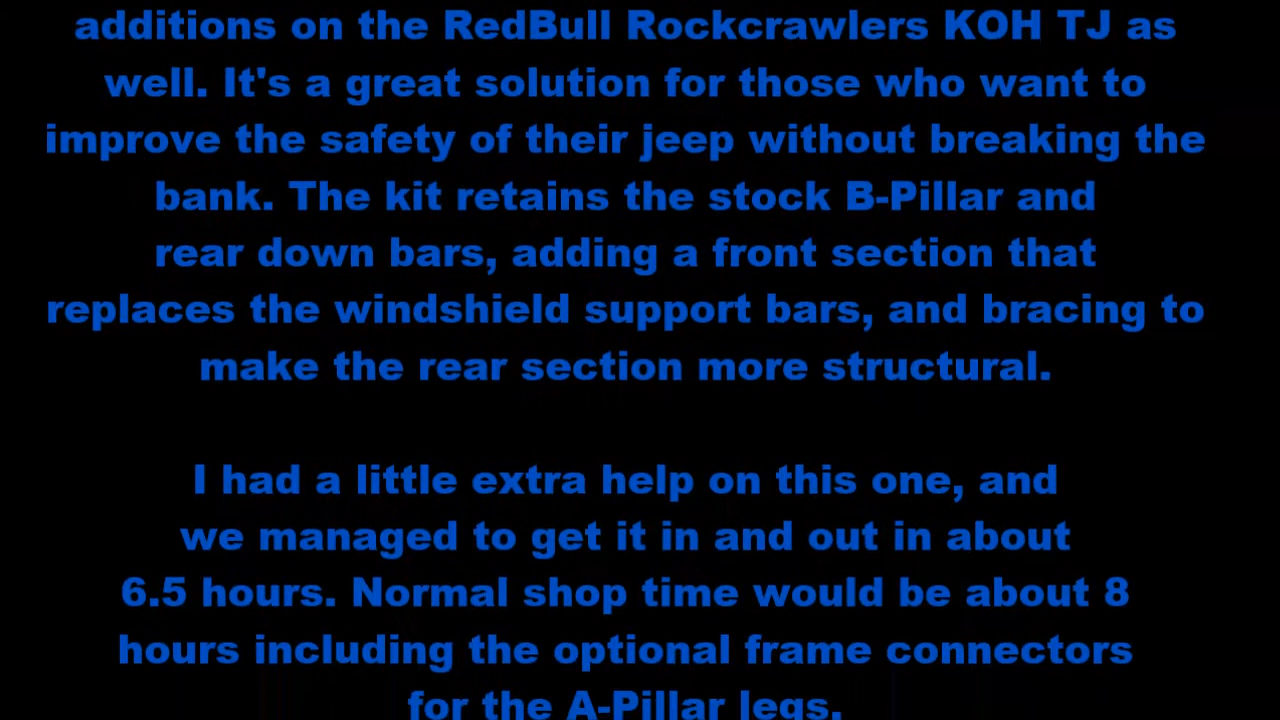 additions on the RedBull Rockcrawlers KOH TJ as
well. It's a great solution for those who want to
improve the safety of their jeep without breaking the
bank. The kit retains the stock B-Pillar and
rear down bars, adding a front section that
replaces the windshield support bars, and bracing to
make the rear section more structural.
I had a little extra help on this one, and
we managed to get it in and out in about
6.5 hours. Normal shop time would be about 8
hours including the optional frame connectors
for the A-Pillar legs.